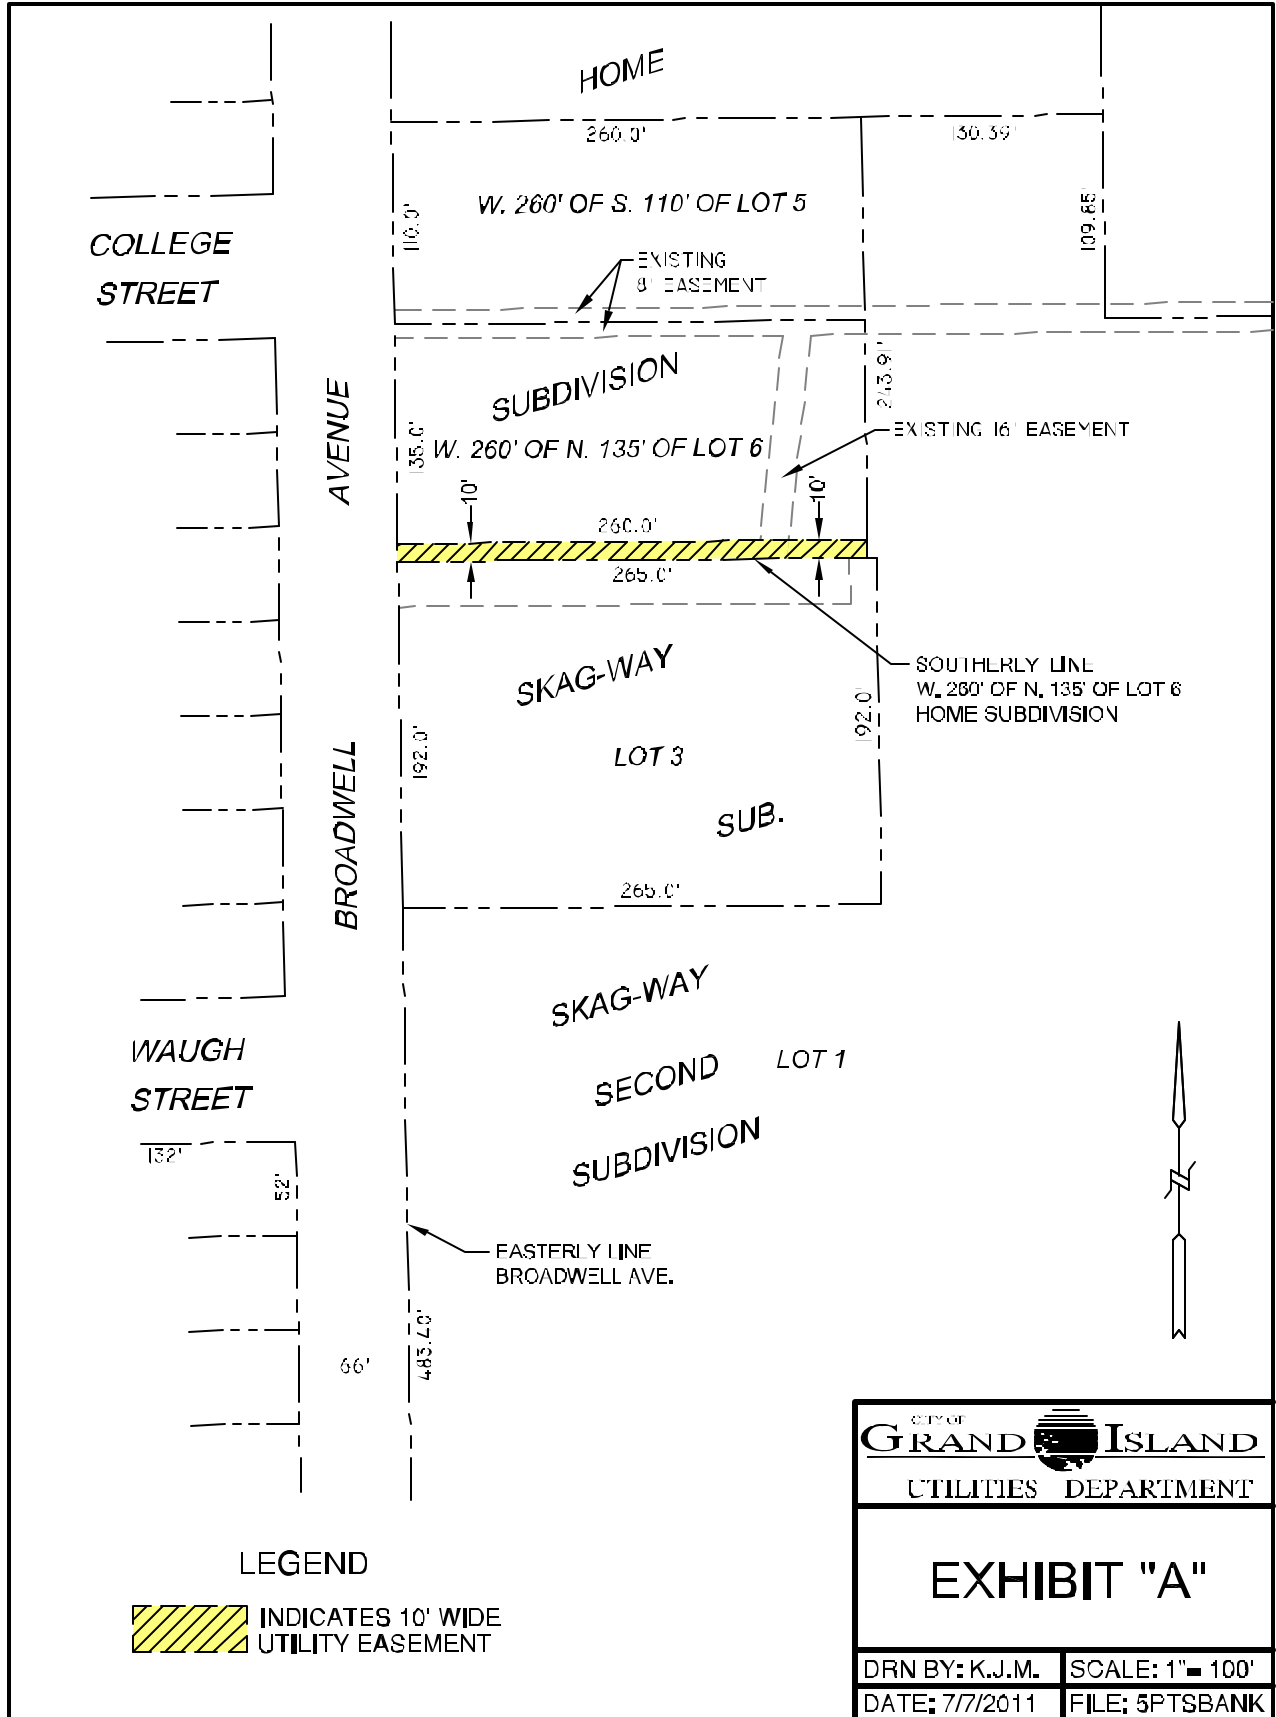 HOME
260.0'
130.39'
W. 260' OF S. 110' OF LOT 5
110.0'
109.85'
COLLEGE
STREET
EXISTING
8' EASEMENT
SUBDIVISION
243.91'
AVENUE
135.0'
W. 260' OF N. 135' OF LOT 6
EXISTING 16' EASEMENT
10'
10'
260.0'
265.0'
SKAG-WAY
SOUTHERLY LINE
W. 260' OF N. 135' OF LOT 6
HOME SUBDIVISION
192.0'
192.0'
LOT 3
SUB.
BROADWELL
265.0'
SKAG-WAY
SECOND
LOT 1
SUBDIVISION
WAUGH
STREET
132'
52'
EASTERLY LINE
BROADWELL AVE.
66'
483.40'
CITY OF
GRAND ISLAND
UTILITIES DEPARTMENT
LEGEND
INDICATES 10' WIDE
UTILITY EASEMENT
EXHIBIT "A"
DRN BY: K.J.M.
SCALE: 1"= 100'
DATE: 7/7/2011
FILE: 5PTSBANK